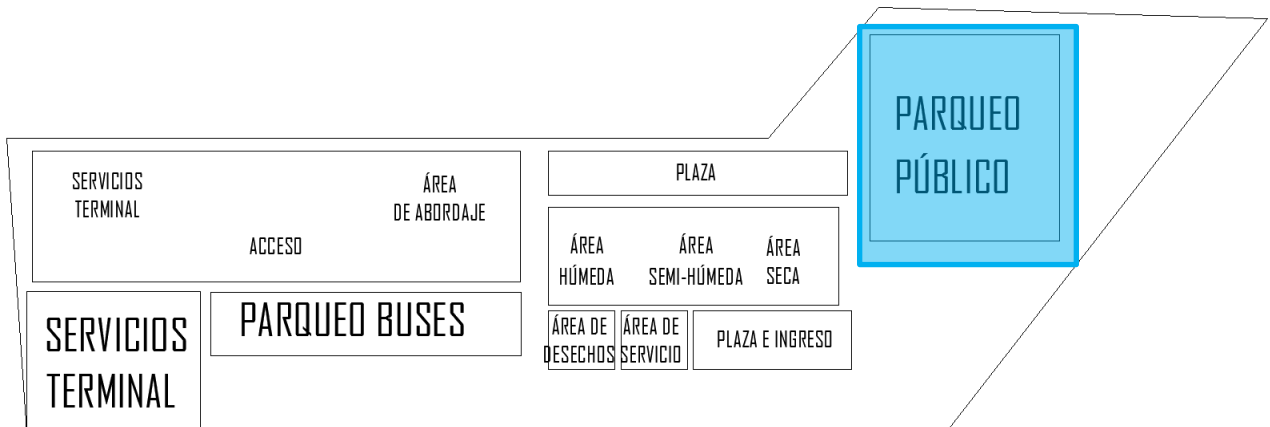 PARQUEO
PÚBLICO
PLAZA
SERVICIOS
TERMINAL
ÁREA
DE ABORDAJE
ACCESO
ÁREA
HÚMEDA
ÁREA
SEMI-HÚMEDA
ÁREA
SECA
SERVICIOS
TERMINAL
PARQUEO BUSES
ÁREA DE
DESECHOS
ÁREA DE
SERVICIO
PLAZA E INGRESO